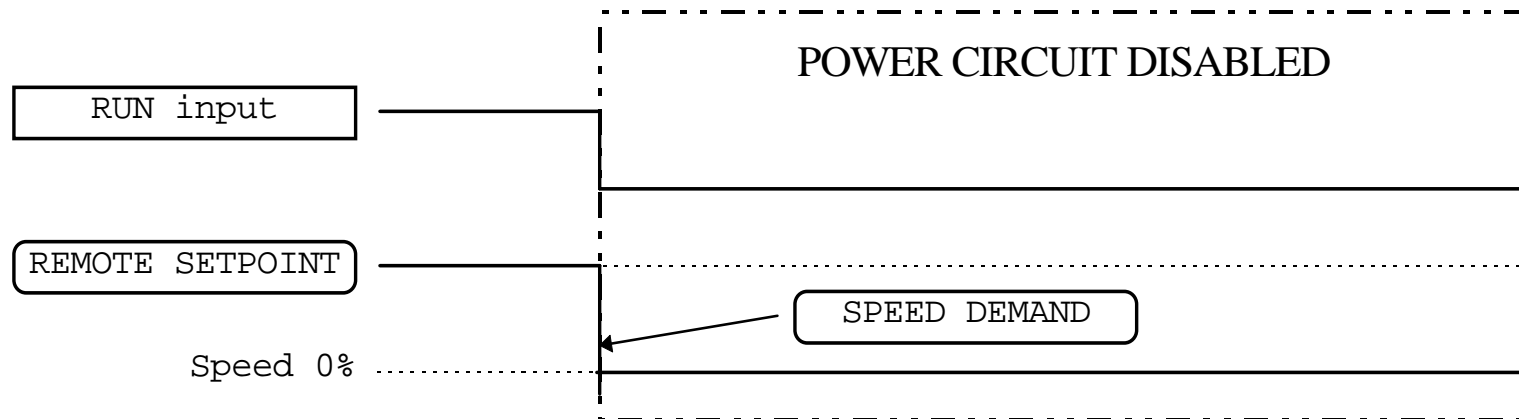 POWER CIRCUIT DISABLED
RUN input
REMOTE SETPOINT
SPEED DEMAND
Speed 0%